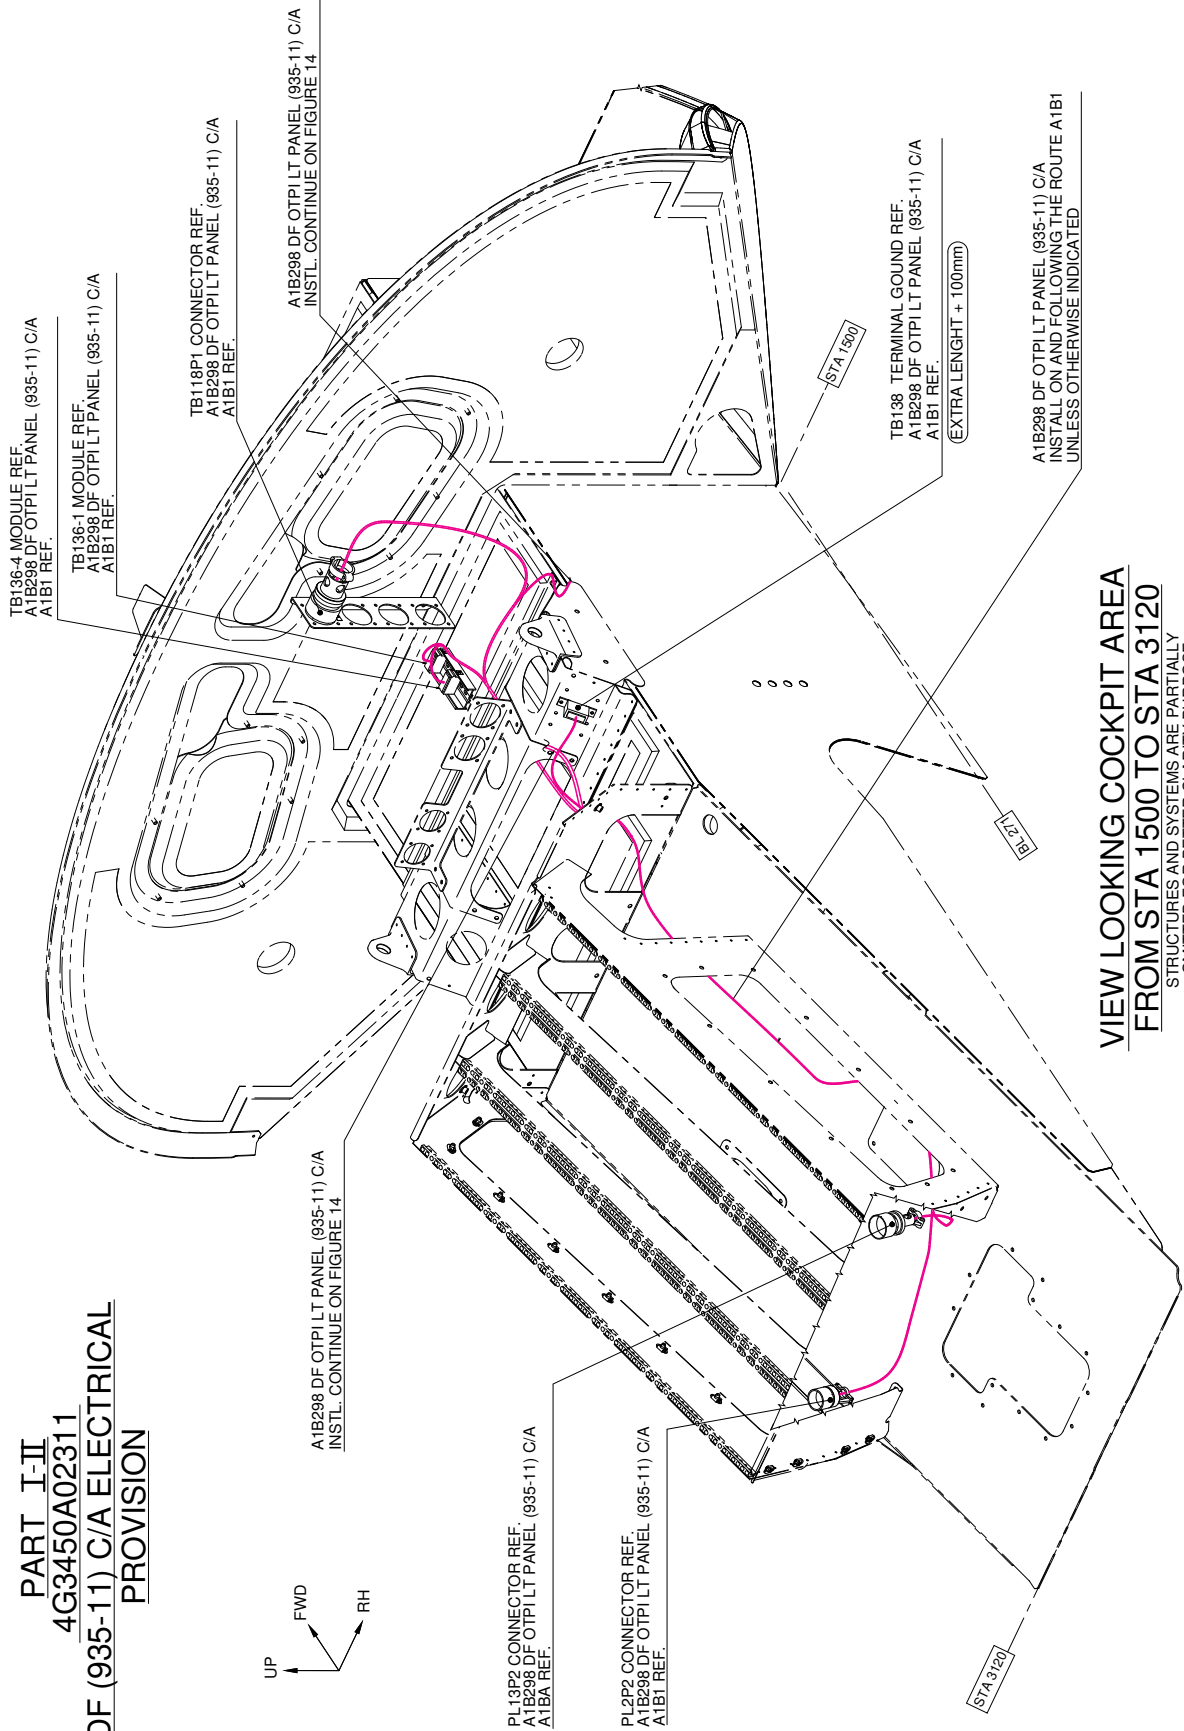 PART I-II
4G3450A02311
DF (935-11) C/A ELECTRICAL
PROVISION
UP
FWD
RH
TB136-4 MODULE REF.
A1B298 DF OTPI LT PANEL (935-11) C/A
A1B1 REF.
TB136-1 MODULE REF.
A1B298 DF OTPI LT PANEL (935-11) C/A
A1B1 REF.
TB118P1 CONNECTOR REF.
A1B298 DF OTPI LT PANEL (935-11) C/A
A1B1 REF.
A1B298 DF OTPI LT PANEL (935-11) C/A
INSTL. CONTINUE ON FIGURE 14
A1B298 DF OTPI LT PANEL (935-11) C/A
INSTL. CONTINUE ON FIGURE 14
PL13P2 CONNECTOR REF.
A1B298 DF OTPI LT PANEL (935-11) C/A
A1BA REF.
PL2P2 CONNECTOR REF.
A1B298 DF OTPI LT PANEL (935-11) C/A
A1B1 REF.
STA 1500
TB138 TERMINAL GOUND REF.
A1B298 DF OTPI LT PANEL (935-11) C/A
A1B1 REF.
EXTRA LENGHT + 100mm
A1B298 DF OTPI LT PANEL (935-11) C/A
INSTALL ON AND FOLLOWING THE ROUTE A1B1
UNLESS OTHERWISE INDICATED
BL 271
STA 3120
VIEW LOOKING COCKPIT AREA
FROM STA 1500 TO STA 3120
STRUCTURES AND SYSTEMS ARE PARTIALLY